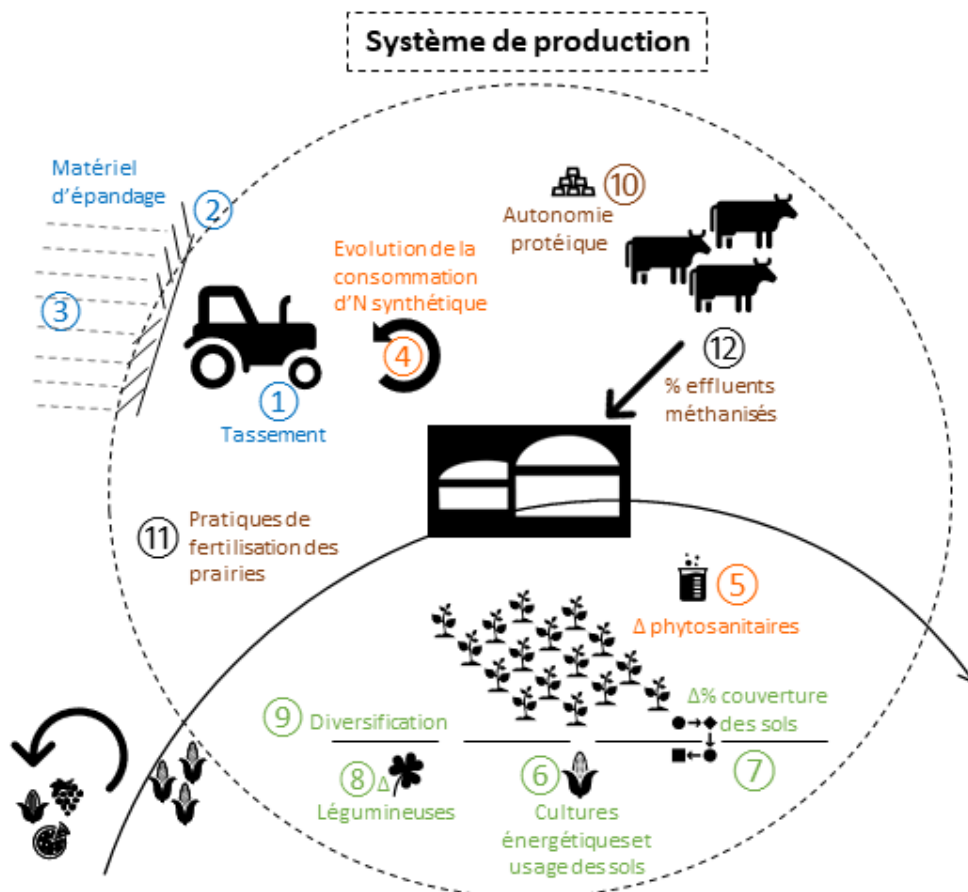 Système de production
Matériel
d'épandage
2
3
1
Tassement
Evolution de la
consommation
d'N synthétique
4
10
Autonomie
protéique
12
% effluents
méthanisés
11
Pratiques de
fertilisation des
prairies
5
Δ phytosanitaires
9 Diversification
Δ% couverture
des sols
7
8 Δ
Légumineuses
6
Cultures
énergétiques et
usage des sols